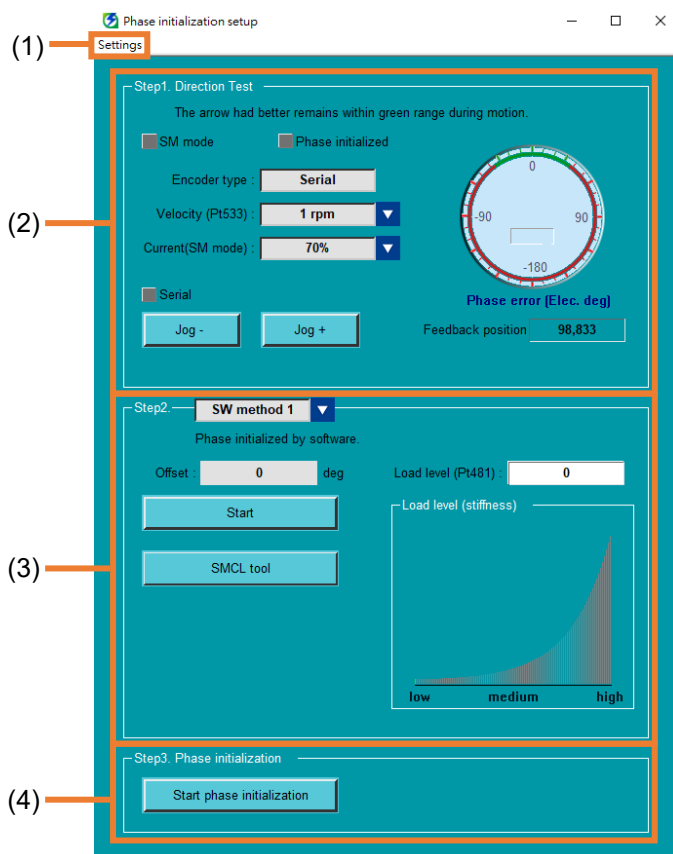 Phase initialization setup
(1)
Settings
Step1. Direction Test
The arrow had better remains within green range during motion.
SM mode
Phase initialized
Encoder type :
Serial
Velocity (Pt533) :
1 rpm
Current(SM mode) :
70%
0
-90
90
-180
Phase error (Elec. deg)
(2)
Serial
Jog -
Jog +
Feedback position
98,833
Step2.
SW method 1
Phase initialized by software.
Offset :
0
deg
Load level (Pt481) :
0
Start
SMCL tool
Load level (stiffness)
low
medium
high
(3)
Step3. Phase initialization
Start phase initialization
(4)